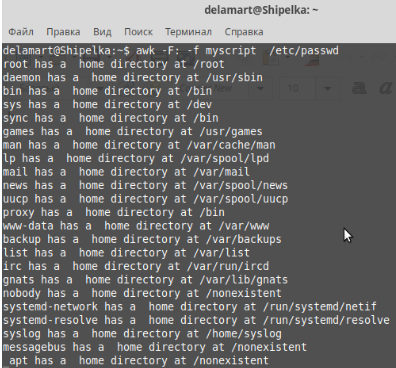 delamart@Shipelka: ~
Файл Правка Вид Поиск Терминал Справка
delamart@Shipelka:~$ awk -F: -f myscript  /etc/passwd
root has a  home directory at /root
daemon has a  home directory at /usr/sbin
bin has a  home directory at /bin
sys has a  home directory at /dev
sync has a  home directory at /bin
games has a  home directory at /usr/games
man has a  home directory at /var/cache/man
lp has a  home directory at /var/spool/lpd
mail has a  home directory at /var/mail
news has a  home directory at /var/spool/news
uucp has a  home directory at /var/spool/uucp
proxy has a  home directory at /bin
www-data has a  home directory at /var/www
backup has a  home directory at /var/backups
list has a  home directory at /var/list
irc has a  home directory at /var/run/ircd
gnats has a  home directory at /var/lib/gnats
nobody has a  home directory at /nonexistent
systemd-network has a  home directory at /run/systemd/netif
systemd-resolve has a  home directory at /run/systemd/resolve
syslog has a  home directory at /home/syslog
messagebus has a  home directory at /nonexistent
_apt has a  home directory at /nonexistent